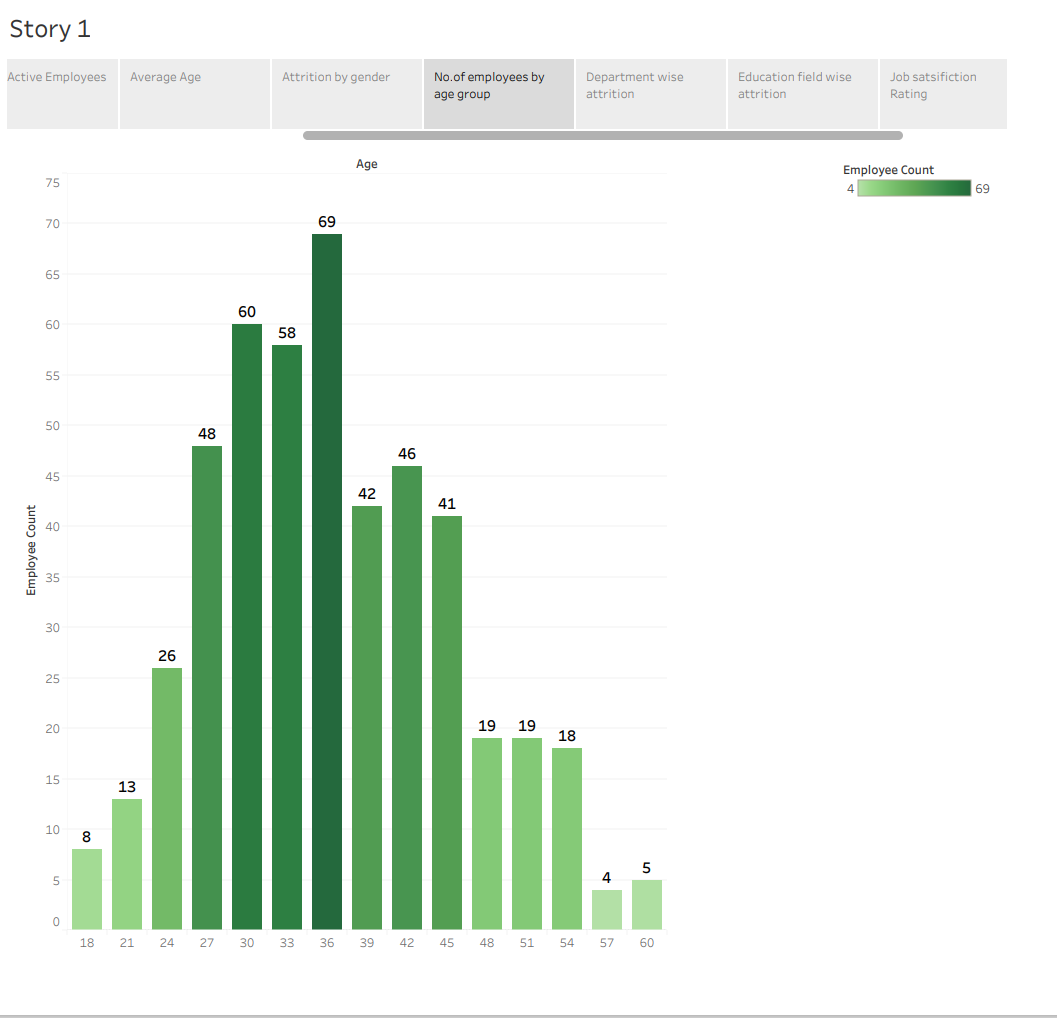 Story 1
Active Employees
Average Age
Attrition by gender
No.of employees by
age group
Department wise
attrition
Education field wise
attrition
Job satsifiction
Rating
Age
Employee Count
4 69
75
70
65
60
55
50
45
40
35
30
25
20
15
10
5
0
Employee Count
8
13
26
48
60
58
69
42
46
41
19
19
18
4
5
18 21 24 27 30 33 36 39 42 45 48 51 54 57 60